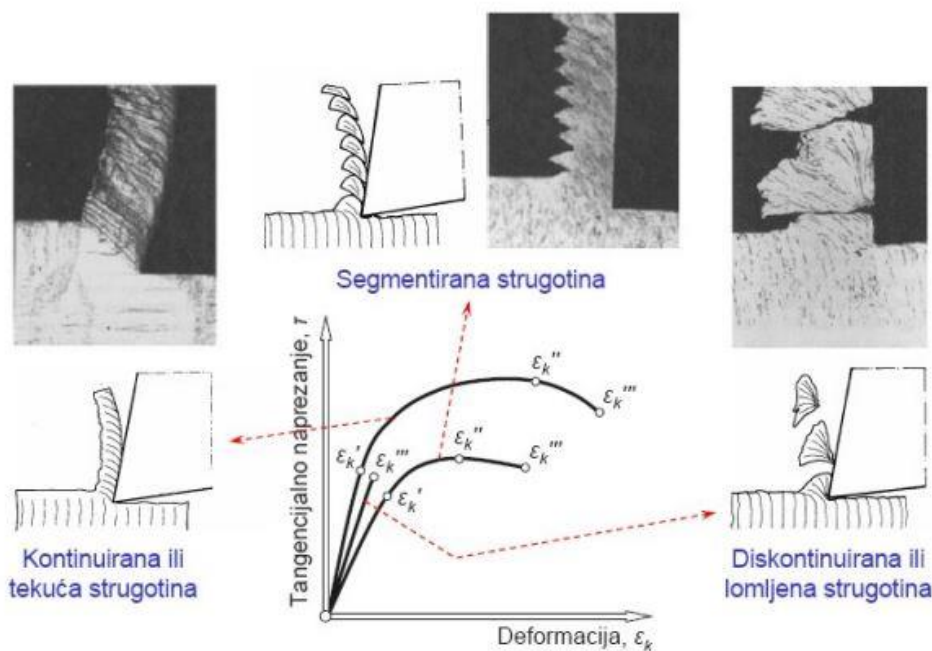 Segmentirana strugotina
Tangencijalno naprezanje, τ
εk''
εk'''
εk'
εk'''
εk''
εk'''
εk'
Kontinuirana ili
tekuća strugotina
Diskontinuirana ili
lomljena strugotina
Deformacija, εk